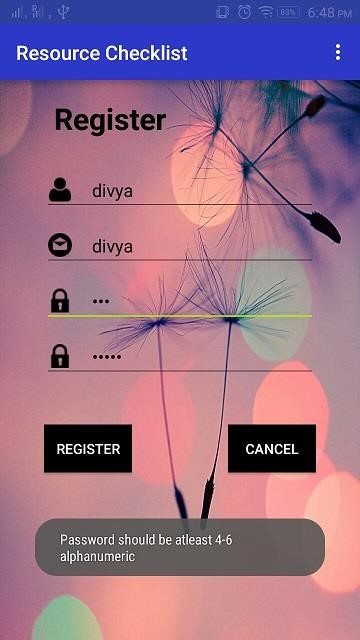 83% 6:48 PM
Resource Checklist
Register
divya
divya
•••
•••••
REGISTER CANCEL
Password should be atleast 4-6
alphanumeric